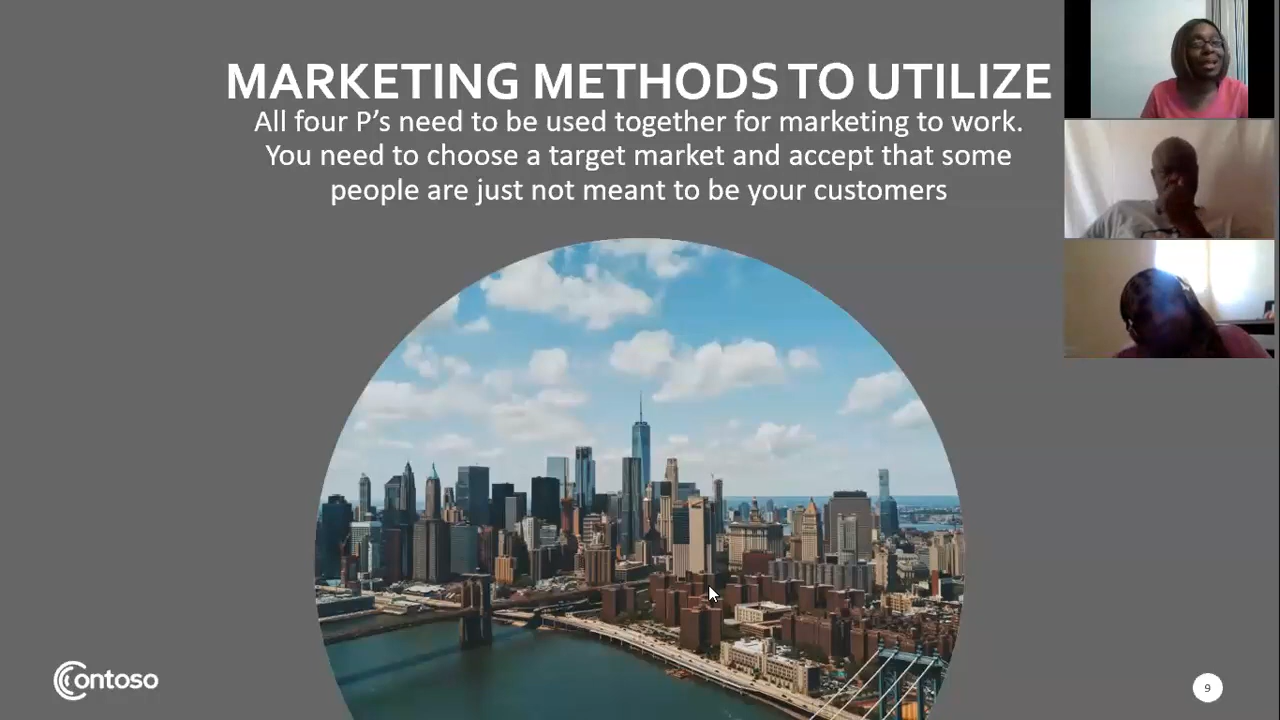 MARKETING METHODS TO UTILIZE
All four P’s need to be used together for marketing to work.
You need to choose a target market and accept that some
people are just not meant to be your customers
Contoso
9